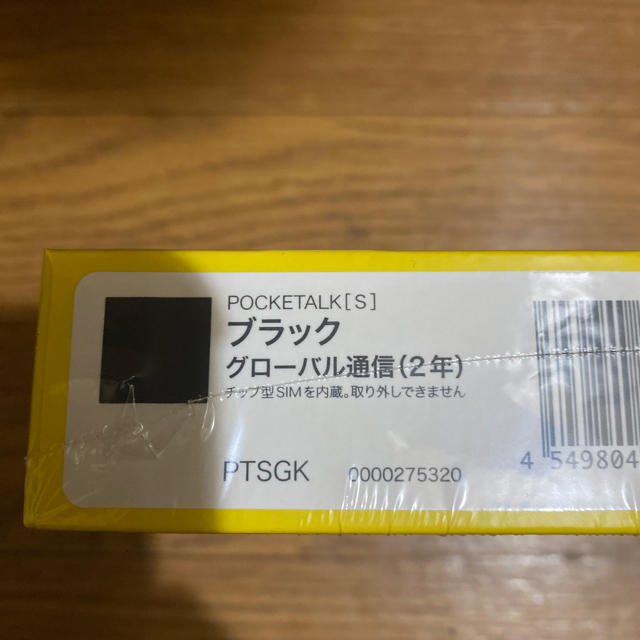 POCKETALK[S]
ブラック
グローバル通信(2年)
チップ型SIMを内蔵。取り外しできません
PTSGK 0000275320
4 549804